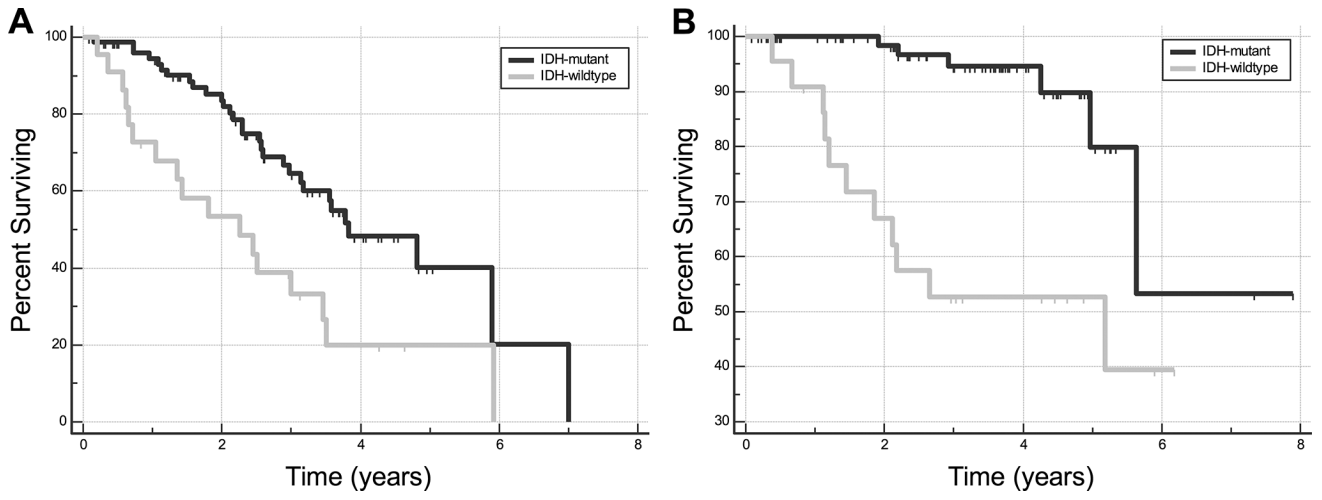 A
100
80
60
40
20
0
Percent Surviving
IDH-mutant
IDH-wildtype
0
2
4
6
8
Time (years)
B
100
90
80
70
60
50
40
30
Percent Surviving
IDH-mutant
IDH-wildtype
0
2
4
6
8
Time (years)